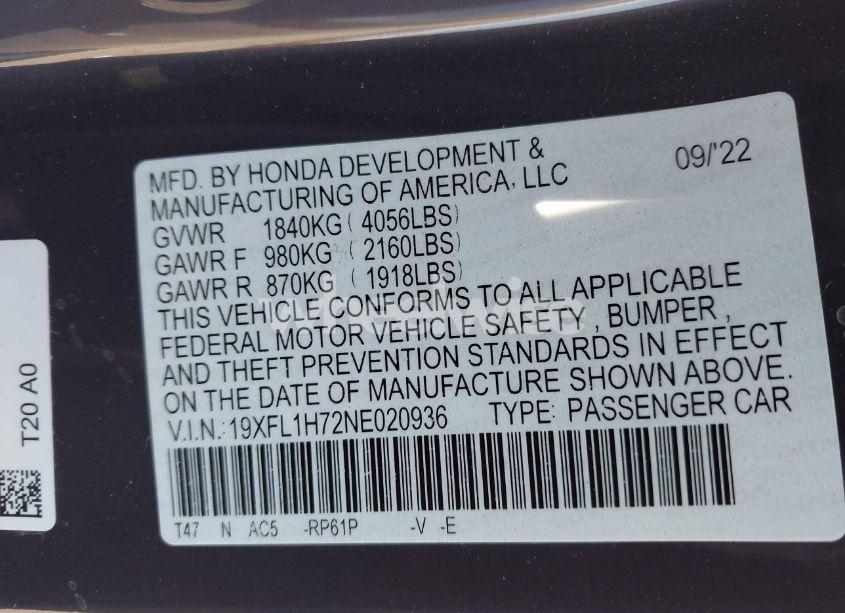 MFD. BY HONDA DEVELOPMENT & 09/'22
MANUFACTURING OF AMERICA, LLC
GVWR 1840KG ( 4056LBS)
GAWR F 980KG ( 2160LBS)
GAWR R 870KG ( 1918LBS)
THIS VEHICLE CONFORMS TO ALL APPLICABLE
FEDERAL MOTOR VEHICLE SAFETY , BUMPER ,
AND THEFT PREVENTION STANDARDS IN EFFECT
ON THE DATE OF MANUFACTURE SHOWN ABOVE.
V.I.N.: 19XFL1H72NE020936 TYPE: PASSENGER CAR
T47 N AC5 -RP61P -V -E
T20 A0